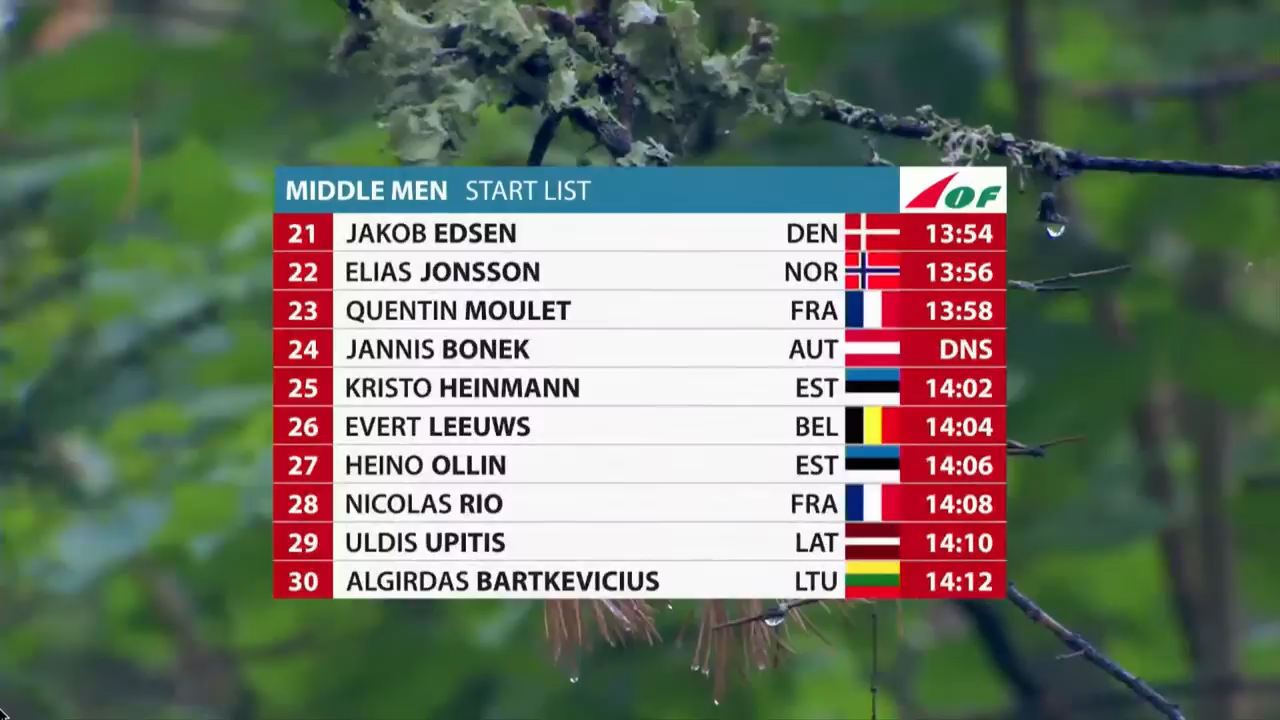 MIDDLE MEN START LIST IOF
21 JAKOB EDSEN DEN 13:54
22 ELIAS JONSSON NOR 13:56
23 QUENTIN MOULET FRA 13:58
24 JANNIS BONEK AUT DNS
25 KRISTO HEINMANN EST 14:02
26 EVERT LEEUWS BEL 14:04
27 HEINO OLLIN EST 14:06
28 NICOLAS RIO FRA 14:08
29 ULDIS UPITIS LAT 14:10
30 ALGIRDAS BARTKEVICIUS LTU 14:12